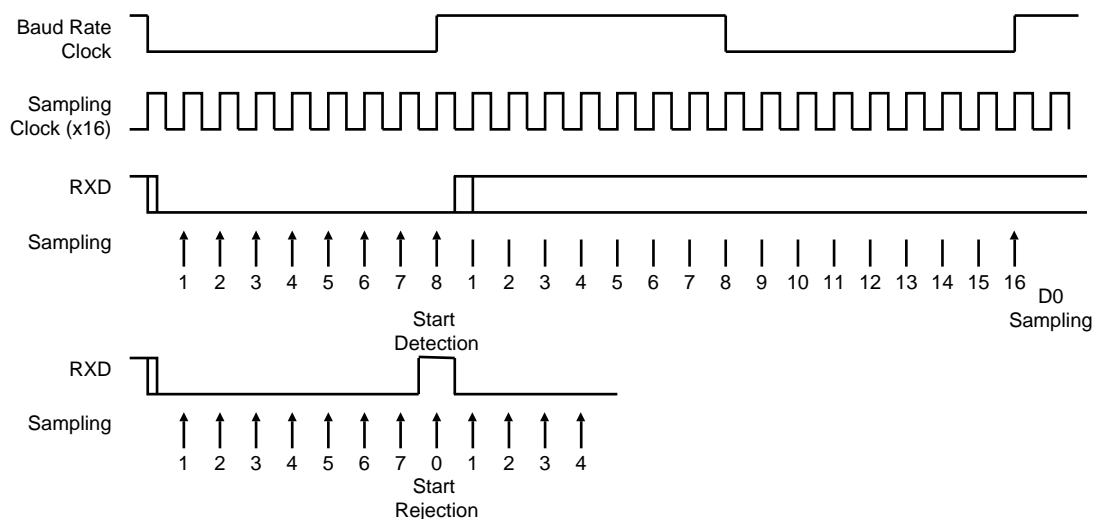 Baud Rate
Clock
Sampling
Clock (x16)
RXD
Sampling
1 2 3 4 5 6 7 8 1 2 3 4 5 6 7 8 9 10 11 12 13 14 15 16
D0
Sampling
Start
Detection
RXD
Sampling
1 2 3 4 5 6 7 0 1 2 3 4
Start
Rejection